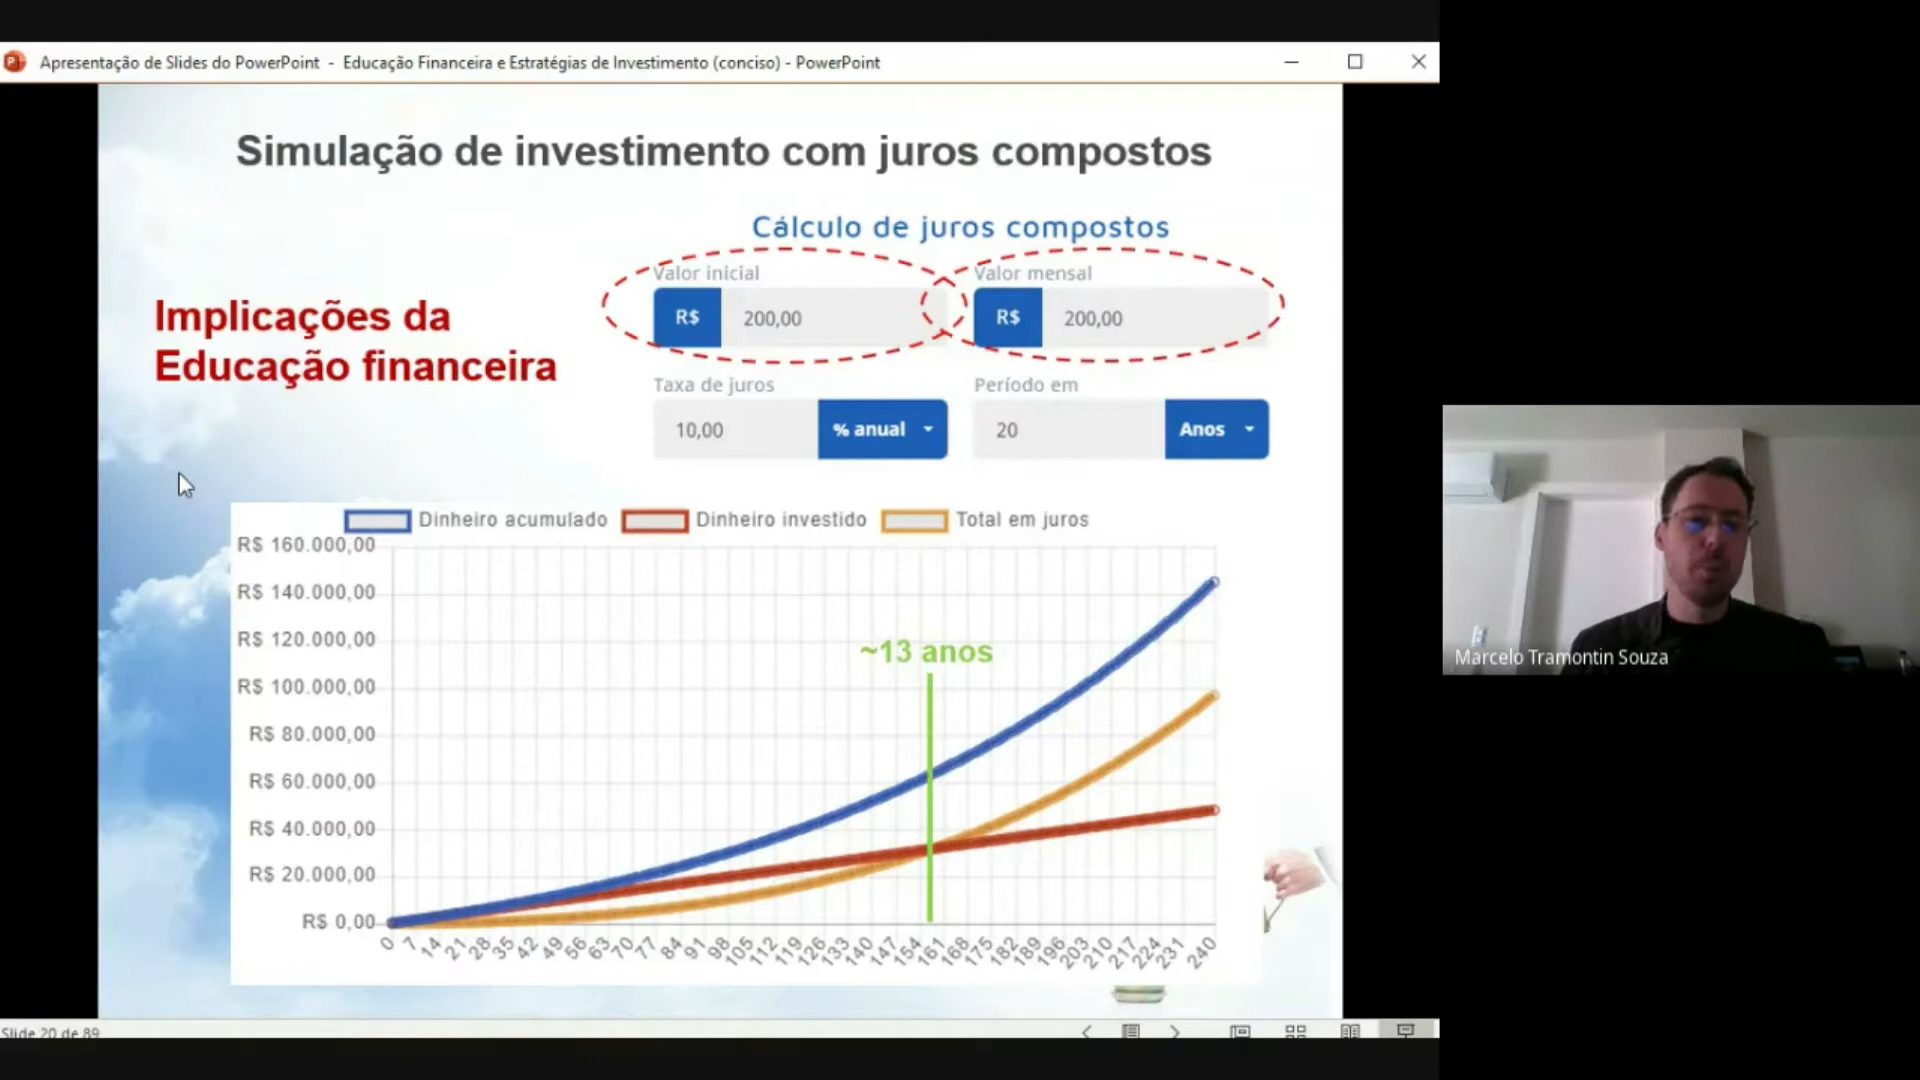 Apresentação de Slides do PowerPoint - Educação Financeira e Estratégias de Investimento (conciso) - PowerPoint
Simulação de investimento com juros compostos
Cálculo de juros compostos
Valor inicial
Valor mensal
R$ 200,00
R$ 200,00
Implicações da
Educação financeira
Taxa de juros
Período em
10,00 % anual
20 Anos
Dinheiro acumulado Dinheiro investido Total em juros
R$ 160.000,00
R$ 140.000,00
R$ 120.000,00
R$ 100.000,00
R$ 80.000,00
R$ 60.000,00
R$ 40.000,00
R$ 20.000,00
R$ 0,00
~13 anos
0 7 14 21 28 35 42 49 56 63 70 77 84 91 98 105 112 119 126 133 140 147 154 161 168 175 182 189 196 203 210 217 224 231 240
Marcelo Tramontin Souza
Slide 20 de 89